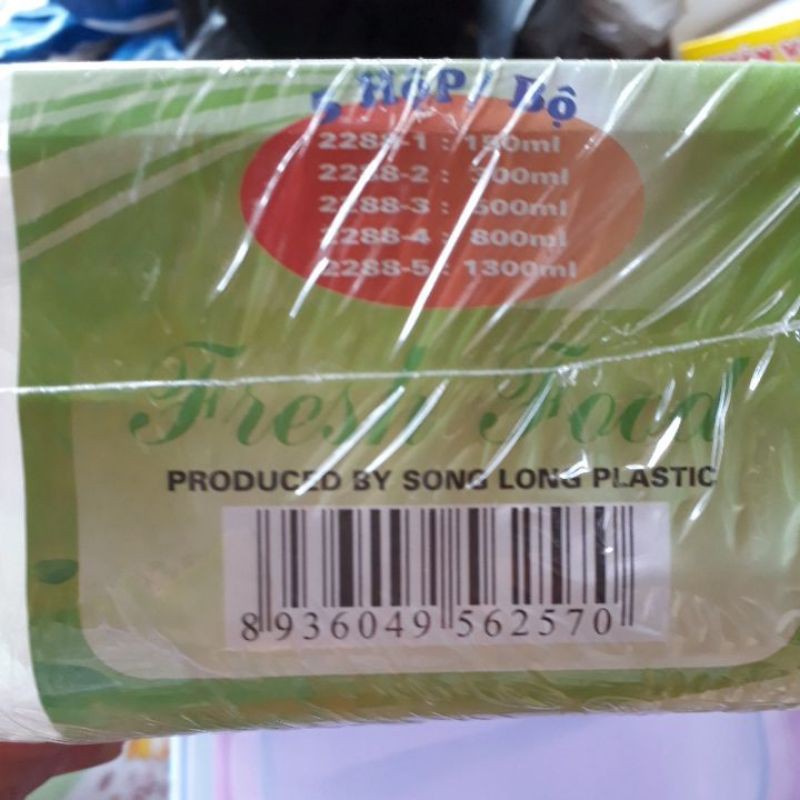 5 HộP/ Bộ
2288-1 : 150ml
2288-2 : 300ml
2288-3 : 500ml
2288-4 : 800ml
2288-5 : 1300ml
Fresh Food
PRODUCED BY SONG LONG PLASTIC
8 936049 562570